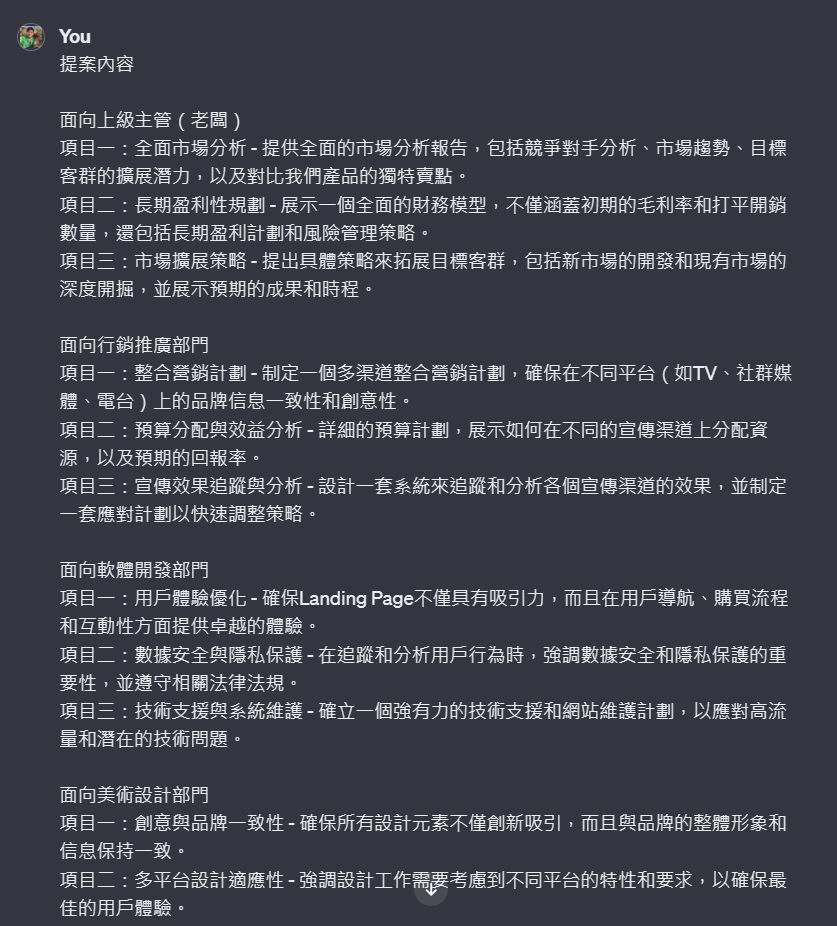 You
提案內容
面向上級主管（老闆）
項目一：全面市場分析 - 提供全面的市場分析報告，包括競爭對手分析、市場趨勢、目標
客群的擴展潛力，以及對比我們產品的獨特賣點。
項目二：長期盈利性規劃 - 展示一個全面的財務模型，不僅涵蓋初期的毛利率和打平開銷
數量，還包括長期盈利計劃和風險管理策略。
項目三：市場擴展策略 - 提出具體策略來拓展目標客群，包括新市場的開發和現有市場的
深度開掘，並展示預期的成果和時程。
面向行銷推廣部門
項目一：整合營銷計劃 - 制定一個多渠道整合營銷計劃，確保在不同平台（如TV、社群媒
體、電台）上的品牌信息一致性和創意性。
項目二：預算分配與效益分析 - 詳細的預算計劃，展示如何在不同的宣傳渠道上分配資
源，以及預期的回報率。
項目三：宣傳效果追蹤與分析 - 設計一套系統來追蹤和分析各個宣傳渠道的效果，並制定
一套應對計劃以快速調整策略。
面向軟體開發部門
項目一：用戶體驗優化 - 確保Landing Page不僅具有吸引力，而且在用戶導航、購買流程
和互動性方面提供卓越的體驗。
項目二：數據安全與隱私保護 - 在追蹤和分析用戶行為時，強調數據安全和隱私保護的重
要性，並遵守相關法律法規。
項目三：技術支援與系統維護 - 確立一個強有力的技術支援和網站維護計劃，以應對高流
量和潛在的技術問題。
面向美術設計部門
項目一：創意與品牌一致性 - 確保所有設計元素不僅創新吸引，而且與品牌的整體形象和
信息保持一致。
項目二：多平台設計適應性 - 強調設計工作需要考慮到不同平台的特性和要求，以確保最
佳的用戶體驗。